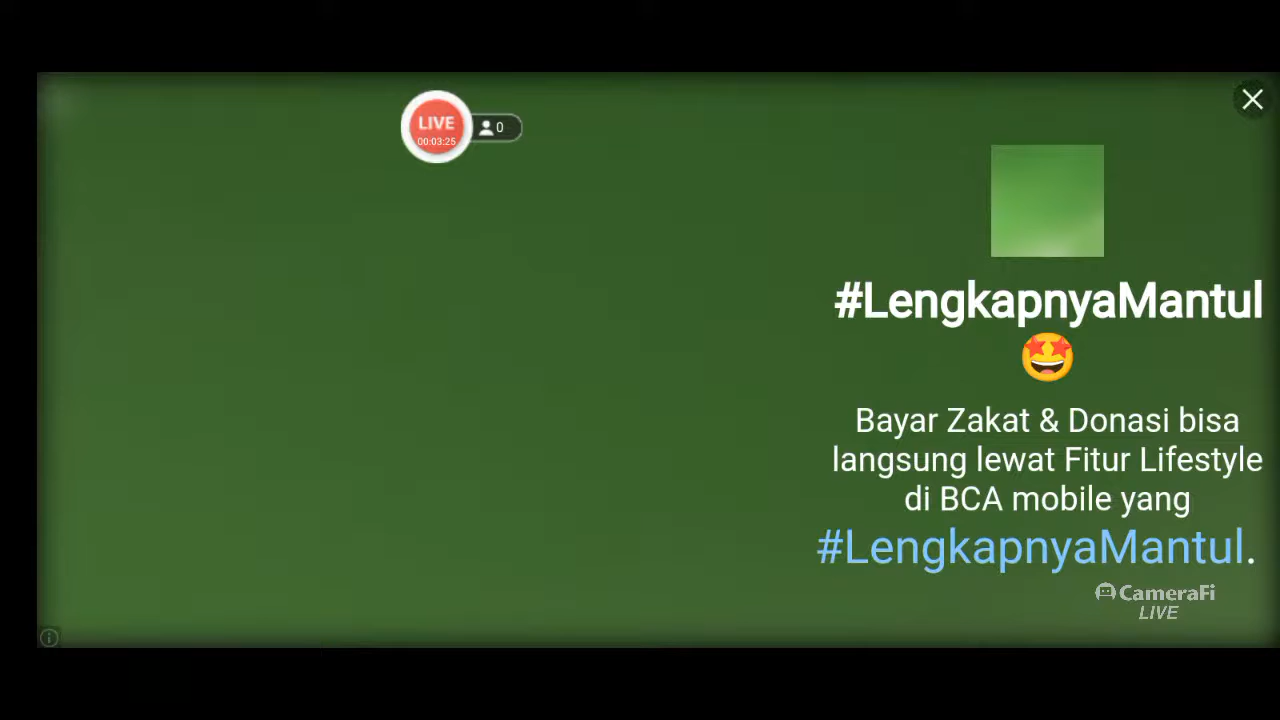 LIVE
00:03:25
0
#LengkapnyaMantul
🤩
Bayar Zakat & Donasi bisa
langsung lewat Fitur Lifestyle
di BCA mobile yang
#LengkapnyaMantul.
CameraFi
LIVE